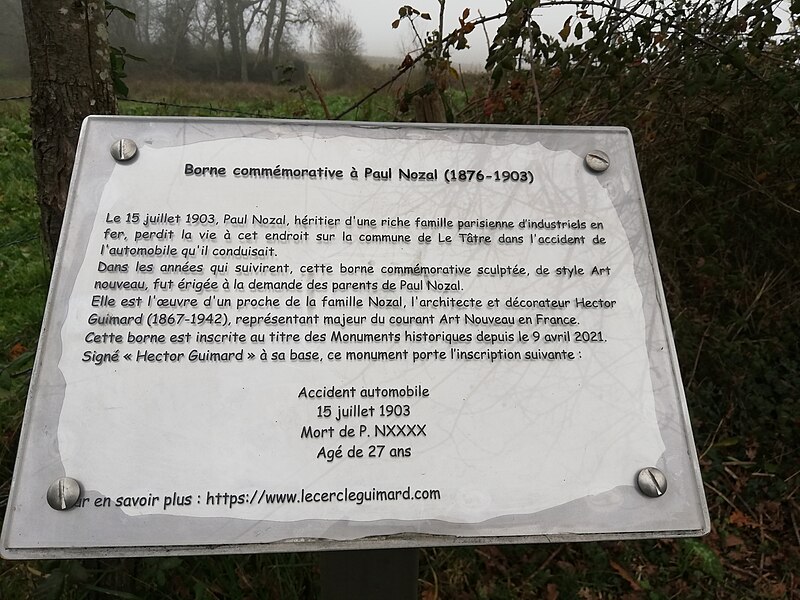 Borne commémorative à Paul Nozal (1876-1903)
Le 15 juillet 1903, Paul Nozal, héritier d'une riche famille parisienne d'industriels en
fer, perdit la vie à cet endroit sur la commune de Le Tâtre dans l'accident de
l'automobile qu'il conduisait.
Dans les années qui suivirent, cette borne commémorative sculptée, de style Art
nouveau, fut érigée à la demande des parents de Paul Nozal.
Elle est l'œuvre d'un proche de la famille Nozal, l'architecte et décorateur Hector
Guimard (1867-1942), représentant majeur du courant Art Nouveau en France.
Cette borne est inscrite au titre des Monuments historiques depuis le 9 avril 2021.
Signé « Hector Guimard » à sa base, ce monument porte l'inscription suivante :
Accident automobile
15 juillet 1903
Mort de P. NXXXX
Agé de 27 ans
en savoir plus : https://www.lecercleguimard.com